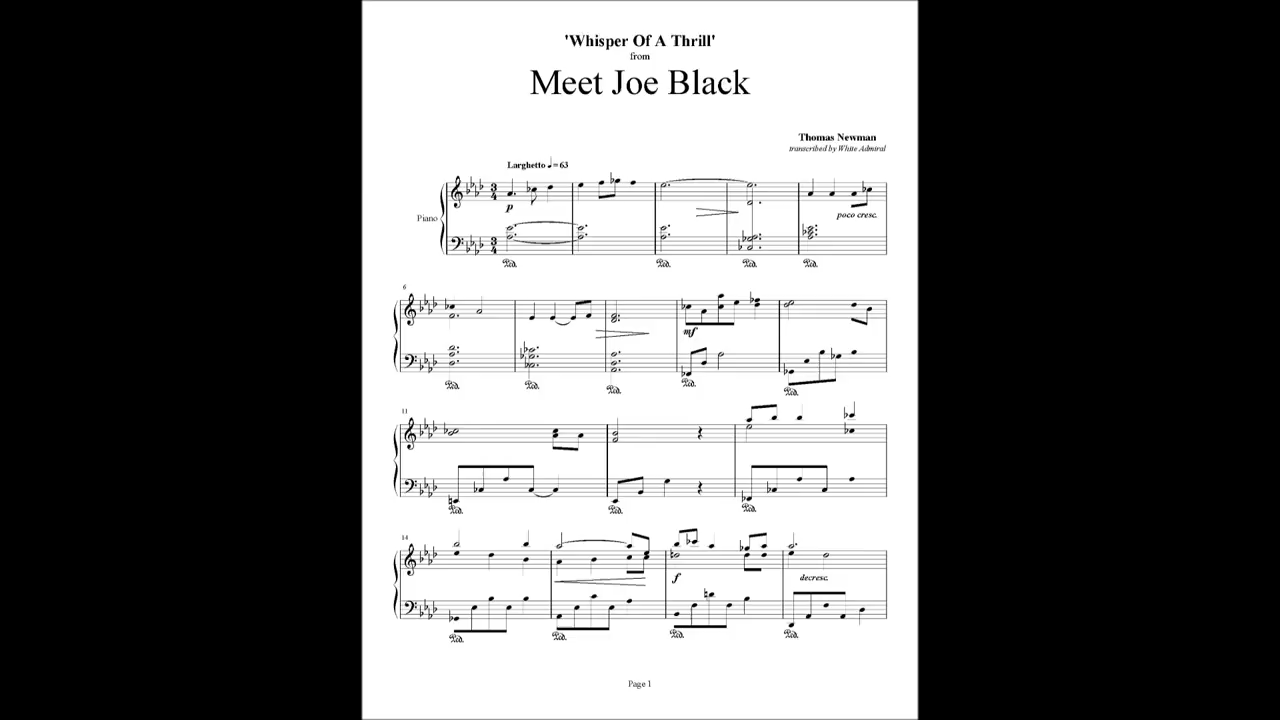 'Whisper Of A Thrill'
from
Meet Joe Black
Thomas Newman
transcribed by White Admiral
Larghetto ♩ = 63
Piano
p
poco cresc.
6
mf
11
14
f
decresc.
Page 1